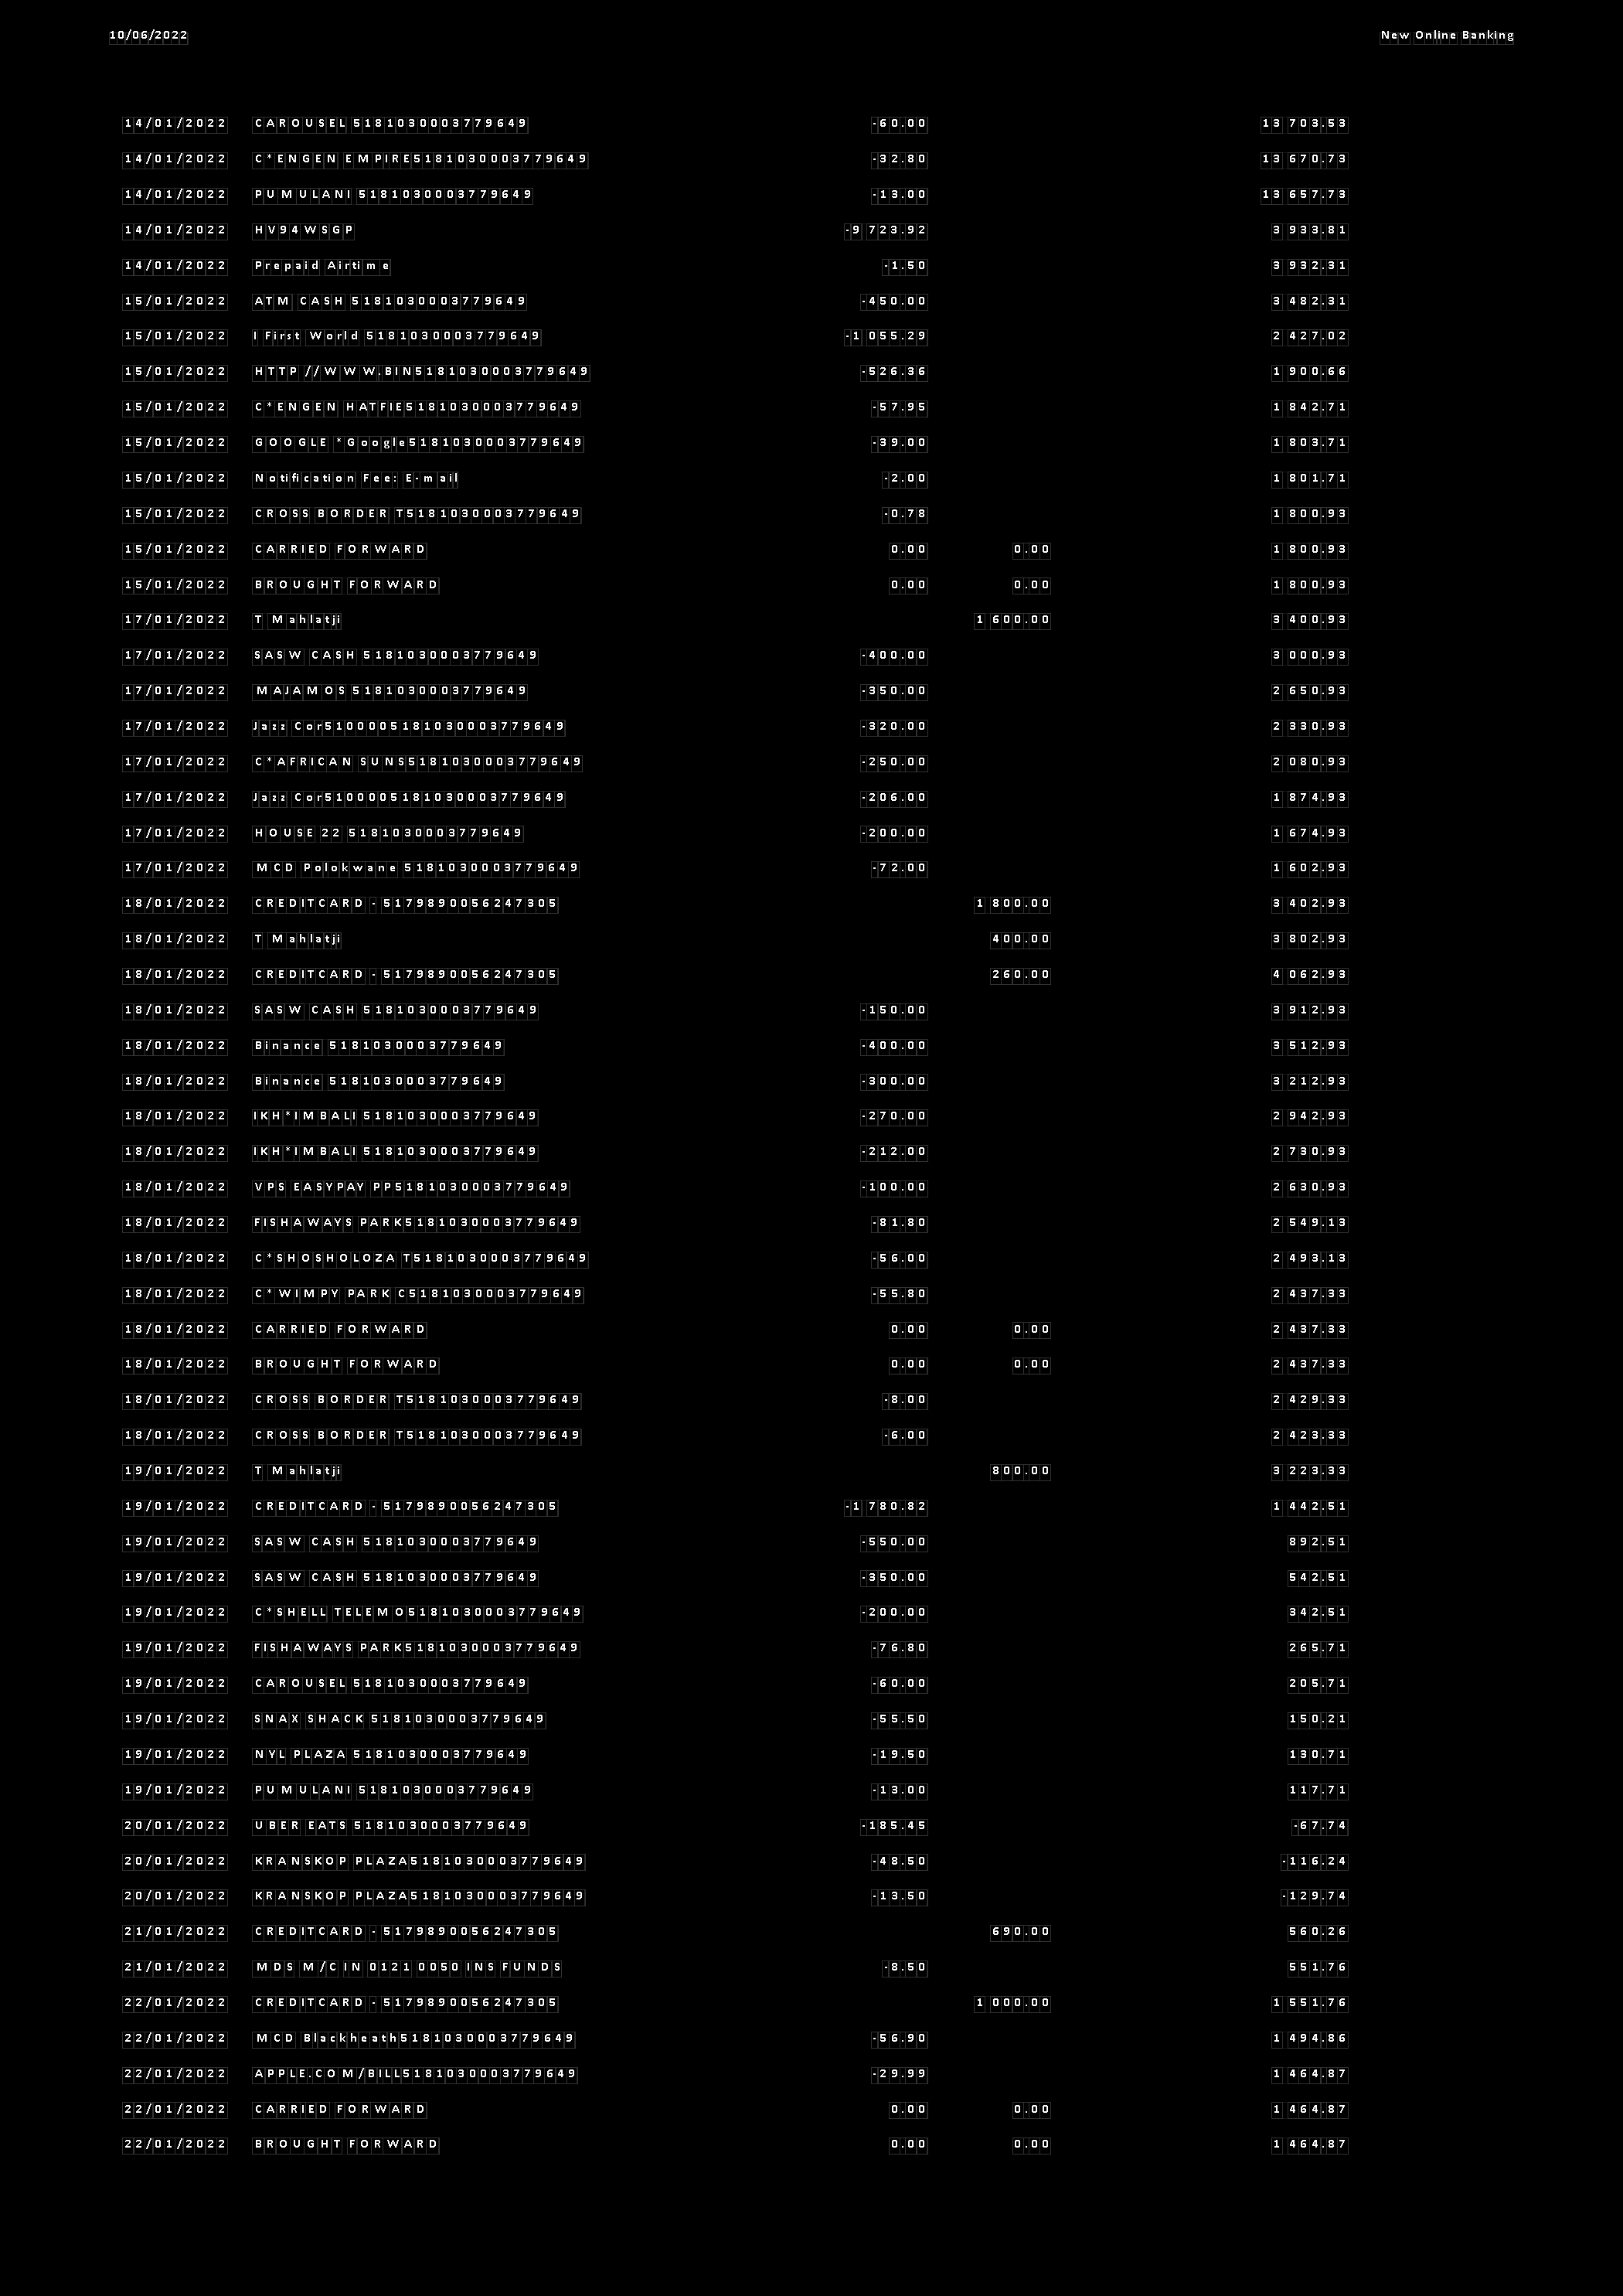 10/06/2022 New Online Banking
14/01/2022 CAROUSEL 5181030003779649 -60.00 13 703.53
14/01/2022 C*ENGEN EMPIRE5181030003779649 -32.80 13 670.73
14/01/2022 PUMULANI 5181030003779649 -13.00 13 657.73
14/01/2022 HV94WSGP -9 723.92 3 933.81
14/01/2022 Prepaid Airtime -1.50 3 932.31
15/01/2022 ATM CASH 5181030003779649 -450.00 3 482.31
15/01/2022 I First World 5181030003779649 -1 055.29 2 427.02
15/01/2022 HTTP //WWW.BIN5181030003779649 -526.36 1 900.66
15/01/2022 C*ENGEN HATFIE5181030003779649 -57.95 1 842.71
15/01/2022 GOOGLE *Google5181030003779649 -39.00 1 803.71
15/01/2022 Notification Fee: E-mail -2.00 1 801.71
15/01/2022 CROSS BORDER T5181030003779649 -0.78 1 800.93
15/01/2022 CARRIED FORWARD 0.00 0.00 1 800.93
15/01/2022 BROUGHT FORWARD 0.00 0.00 1 800.93
17/01/2022 T Mahlatji 1 600.00 3 400.93
17/01/2022 SASW CASH 5181030003779649 -400.00 3 000.93
17/01/2022 MAJAMOS 5181030003779649 -350.00 2 650.93
17/01/2022 Jazz Cor5100005181030003779649 -320.00 2 330.93
17/01/2022 C*AFRICAN SUNS5181030003779649 -250.00 2 080.93
17/01/2022 Jazz Cor5100005181030003779649 -206.00 1 874.93
17/01/2022 HOUSE 22 5181030003779649 -200.00 1 674.93
17/01/2022 MCD Polokwane 5181030003779649 -72.00 1 602.93
18/01/2022 CREDITCARD - 5179890056247305 1 800.00 3 402.93
18/01/2022 T Mahlatji 400.00 3 802.93
18/01/2022 CREDITCARD - 5179890056247305 260.00 4 062.93
18/01/2022 SASW CASH 5181030003779649 -150.00 3 912.93
18/01/2022 Binance 5181030003779649 -400.00 3 512.93
18/01/2022 Binance 5181030003779649 -300.00 3 212.93
18/01/2022 IKH*IMBALI 5181030003779649 -270.00 2 942.93
18/01/2022 IKH*IMBALI 5181030003779649 -212.00 2 730.93
18/01/2022 VPS EASYPAY PP5181030003779649 -100.00 2 630.93
18/01/2022 FISHAWAYS PARK5181030003779649 -81.80 2 549.13
18/01/2022 C*SHOSHOLOZA T5181030003779649 -56.00 2 493.13
18/01/2022 C*WIMPY PARK C5181030003779649 -55.80 2 437.33
18/01/2022 CARRIED FORWARD 0.00 0.00 2 437.33
18/01/2022 BROUGHT FORWARD 0.00 0.00 2 437.33
18/01/2022 CROSS BORDER T5181030003779649 -8.00 2 429.33
18/01/2022 CROSS BORDER T5181030003779649 -6.00 2 423.33
19/01/2022 T Mahlatji 800.00 3 223.33
19/01/2022 CREDITCARD - 5179890056247305 -1 780.82 1 442.51
19/01/2022 SASW CASH 5181030003779649 -550.00 892.51
19/01/2022 SASW CASH 5181030003779649 -350.00 542.51
19/01/2022 C*SHELL TELEMO5181030003779649 -200.00 342.51
19/01/2022 FISHAWAYS PARK5181030003779649 -76.80 265.71
19/01/2022 CAROUSEL 5181030003779649 -60.00 205.71
19/01/2022 SNAX SHACK 5181030003779649 -55.50 150.21
19/01/2022 NYL PLAZA 5181030003779649 -19.50 130.71
19/01/2022 PUMULANI 5181030003779649 -13.00 117.71
20/01/2022 UBER EATS 5181030003779649 -185.45 -67.74
20/01/2022 KRANSKOP PLAZA5181030003779649 -48.50 -116.24
20/01/2022 KRANSKOP PLAZA5181030003779649 -13.50 -129.74
21/01/2022 CREDITCARD - 5179890056247305 690.00 560.26
21/01/2022 MDS M/C IN 0121 0050 INS FUNDS -8.50 551.76
22/01/2022 CREDITCARD - 5179890056247305 1 000.00 1 551.76
22/01/2022 MCD Blackheath5181030003779649 -56.90 1 494.86
22/01/2022 APPLE.COM/BILL5181030003779649 -29.99 1 464.87
22/01/2022 CARRIED FORWARD 0.00 0.00 1 464.87
22/01/2022 BROUGHT FORWARD 0.00 0.00 1 464.87